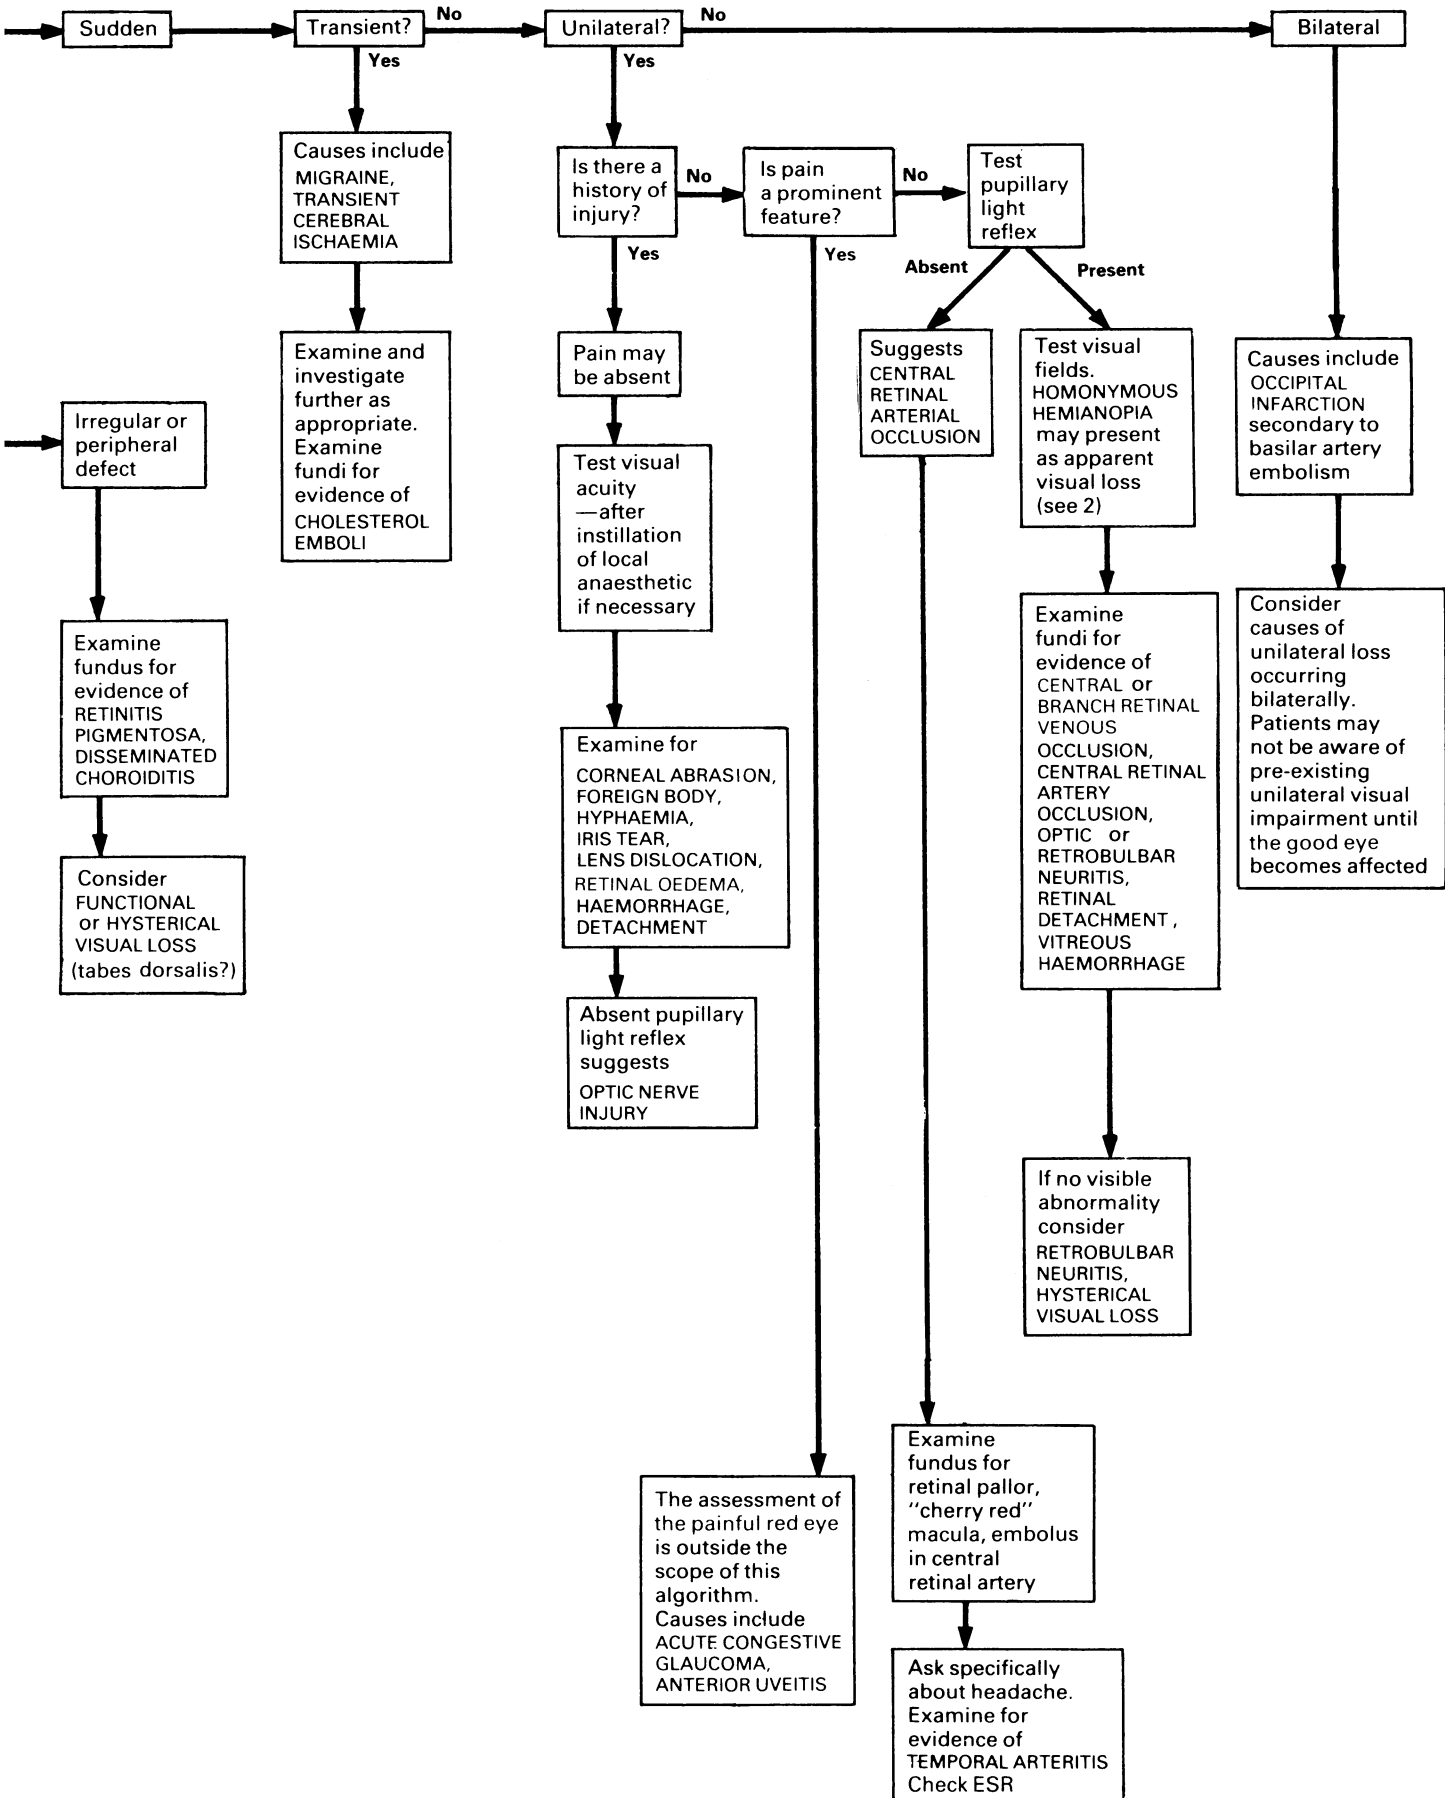 Sudden
Transient?
No
Unilateral?
No
Bilateral
Yes
Causes include
MIGRAINE,
TRANSIENT
CEREBRAL
ISCHAEMIA
Examine and
investigate
further as
appropriate.
Examine
fundi for
evidence of
CHOLESTEROL
EMBOLI
Irregular or
peripheral
defect
Examine
fundus for
evidence of
RETINITIS
PIGMENTOSA,
DISSEMINATED
CHOROIDITIS
Consider
FUNCTIONAL
or HYSTERICAL
VISUAL LOSS
(tabes dorsalis?)
Yes
Is there a
history of
injury?
No
Is pain
a prominent
feature?
No
Test
pupillary
light
reflex
Yes
Pain may
be absent
Test visual
acuity
—after
instillation
of local
anaesthetic
if necessary
Examine for
CORNEAL ABRASION,
FOREIGN BODY,
HYPHAEMIA,
IRIS TEAR,
LENS DISLOCATION,
RETINAL OEDEMA,
HAEMORRHAGE,
DETACHMENT
Absent pupillary
light reflex
suggests
OPTIC NERVE
INJURY
Yes
The assessment of
the painful red eye
is outside the
scope of this
algorithm.
Causes include
ACUTE CONGESTIVE
GLAUCOMA,
ANTERIOR UVEITIS
Absent
Suggests
CENTRAL
RETINAL
ARTERIAL
OCCLUSION
Examine
fundus for
retinal pallor,
"cherry red"
macula, embolus
in central
retinal artery
Ask specifically
about headache.
Examine for
evidence of
TEMPORAL ARTERITIS
Check ESR
Present
Test visual
fields.
HOMONYMOUS
HEMIANOPIA
may present
as apparent
visual loss
(see 2)
Examine
fundi for
evidence of
CENTRAL or
BRANCH RETINAL
VENOUS
OCCLUSION,
CENTRAL RETINAL
ARTERY
OCCLUSION,
OPTIC or
RETROBULBAR
NEURITIS,
RETINAL
DETACHMENT,
VITREOUS
HAEMORRHAGE
If no visible
abnormality
consider
RETROBULBAR
NEURITIS,
HYSTERICAL
VISUAL LOSS
Causes include
OCCIPITAL
INFARCTION
secondary to
basilar artery
embolism
Consider
causes of
unilateral loss
occurring
bilaterally.
Patients may
not be aware of
pre-existing
unilateral visual
impairment until
the good eye
becomes affected